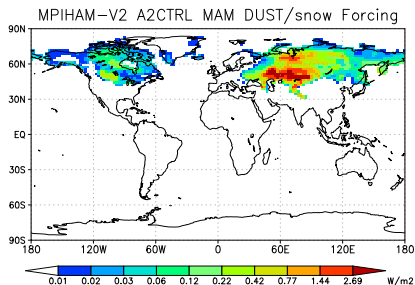 MPIHAM-V2 A2CTRL MAM DUST/snow Forcing
90N
60N
30N
EQ
30S
60S
90S
180 120W 60W 0 60E 120E 180
0.01 0.02 0.03 0.06 0.12 0.22 0.42 0.77 1.44 2.69 W/m2